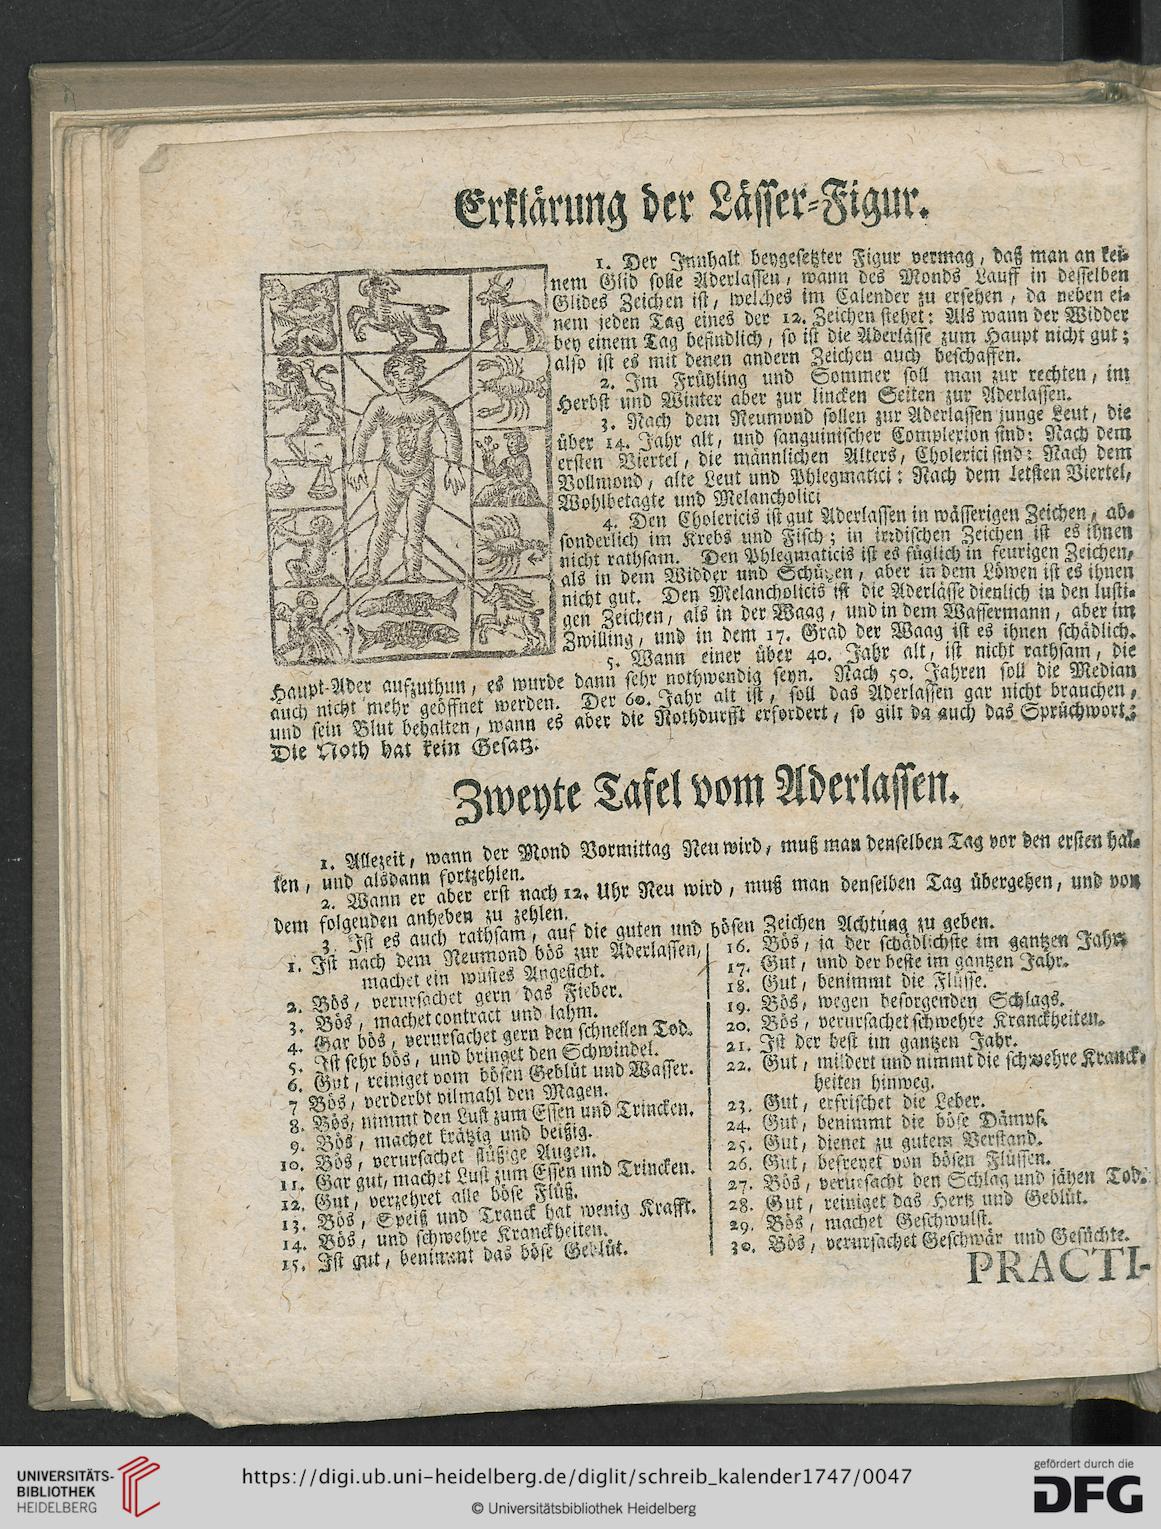 Erklärung der Lässer-Figur.
1. Der Innhalt beygesetzter Figur vermag, daß man an kei-
nem Glid solle Aderlassen, wann des Monds Lauff in desselben
Glides Zeichen ist, welches im Calender zu ersehen, da neben ei-
nem jeden Tag eines der 12. Zeichen stehet: Als wann der Widder
bey einem Tag befindlich, so ist die Aderlässe zum Haupt nicht gut;
also ist es mit denen andern Zeichen auch beschaffen.
2. Im Frühling und Sommer soll man zur rechten, im
Herbst und Winter aber zur lincken Seiten zur Aderlassen.
3. Nach dem Neumond sollen zur Aderlassen junge Leut, die
über 14. Jahr alt, und sanguinischer Complexion sind: Nach dem
ersten Viertel, die männlichen Alters, Cholerici sind: Nach dem
Vollmond, alte Leut und Phlegmatici: Nach dem letsten Viertel,
Wohlbetagte und Melancholici
4. Den Cholericis ist gut Aderlassen in wässerigen Zeichen, ab-
sonderlich im Krebs und Fisch; in irrdischen Zeichen ist es ihnen
nicht rathsam. Den Phlegmaticis ist es füglich in feurigen Zeichen,
als in dem Widder und Schützen, aber in dem Löwen ist es ihnen
nicht gut. Den Melancholicis ist die Aderlässe dienlich in den lusti-
gen Zeichen, als in der Waag, und in dem Wassermann, aber im
Zwilling, und in dem 17. Grad der Waag ist es ihnen schädlich.
5. Wann einer über 40. Jahr alt, ist nicht rathsam, die
Haupt-Ader aufzuthun, es wurde dann sehr nothwendig seyn. Nach 50. Jahren soll die Median
auch nicht mehr geöffnet werden. Der 60. Jahr alt ist, soll das Aderlassen gar nicht brauchen,
und sein Blut behalten, wann es aber die Nothdurfft erfordert, so gilt da auch das Sprüchwort:
Die Noth hat kein Gesatz.
Zweyte Tafel vom Aderlassen.
1. Allezeit, wann der Mond Vormittag Neu wird, muß man denselben Tag vor den ersten hal-
ten, und alsdann fortzehlen.
2. Wann er aber erst nach 12. Uhr Neu wird, muß man denselben Tag übergehen, und von
dem folgenden anheben zu zehlen.
3. Ist es auch rathsam, auf die guten und bösen Zeichen Achtung zu geben.
1. Ist nach dem Neumond bös zur Aderlassen,
machet ein wüstes Angesicht.
2. Bös, verursachet gern das Fieber.
3. Bös, machet contract und lahm.
4. Gar bös, verursachet gern den schnellen Tod.
5. Ist sehr bös, und bringet den Schwindel.
6. Gut, reiniget vom bösen Geblüt und Wasser.
7 Bös, verderbt vilmahl den Magen.
8. Bös, nimmt den Lust zum Essen und Trincken.
9. Bös, machet krätzig und beißig.
10. Bös, verursachet flüßige Augen.
11. Gar gut, machet Lust zum Essen und Trincken.
12. Gut, verzehret alle böse Flüß.
13. Bös, Speiß und Tranck hat wenig Krafft.
14. Bös, und schwehre Kranckheiten.
15. Ist gut, benimmt das böse Geblüt.
16. Bös, ja der schädlichste im gantzen Jahr.
17. Gut, und der beste im gantzen Jahr.
18. Gut, benimmt die Flüsse.
19. Bös, wegen besorgenden Schlags.
20. Bös, verursachet schwehre Kranckheiten.
21. Ist der best im gantzen Jahr.
22. Gut, mildert und nimmt die schwehre Kranck-
heiten hinweg.
23. Gut, erfrischet die Leber.
24. Gut, benimmt die böse Dämpf.
25. Gut, dienet zu gutem Verstand.
26. Gut, befreyet von bösen Flüssen.
27. Bös, verursacht den Schlag und jähen Tod.
28. Gut, reiniget das Hertz und Geblüt.
29. Bös, machet Geschwulst.
30. Bös, verursachet Geschwär und Gesüchte.
PRACTI-
UNIVERSITÄTS-
BIBLIOTHEK
HEIDELBERG
https://digi.ub.uni-heidelberg.de/diglit/schreib_kalender1747/0047
© Universitätsbibliothek Heidelberg
gefördert durch die
DFG